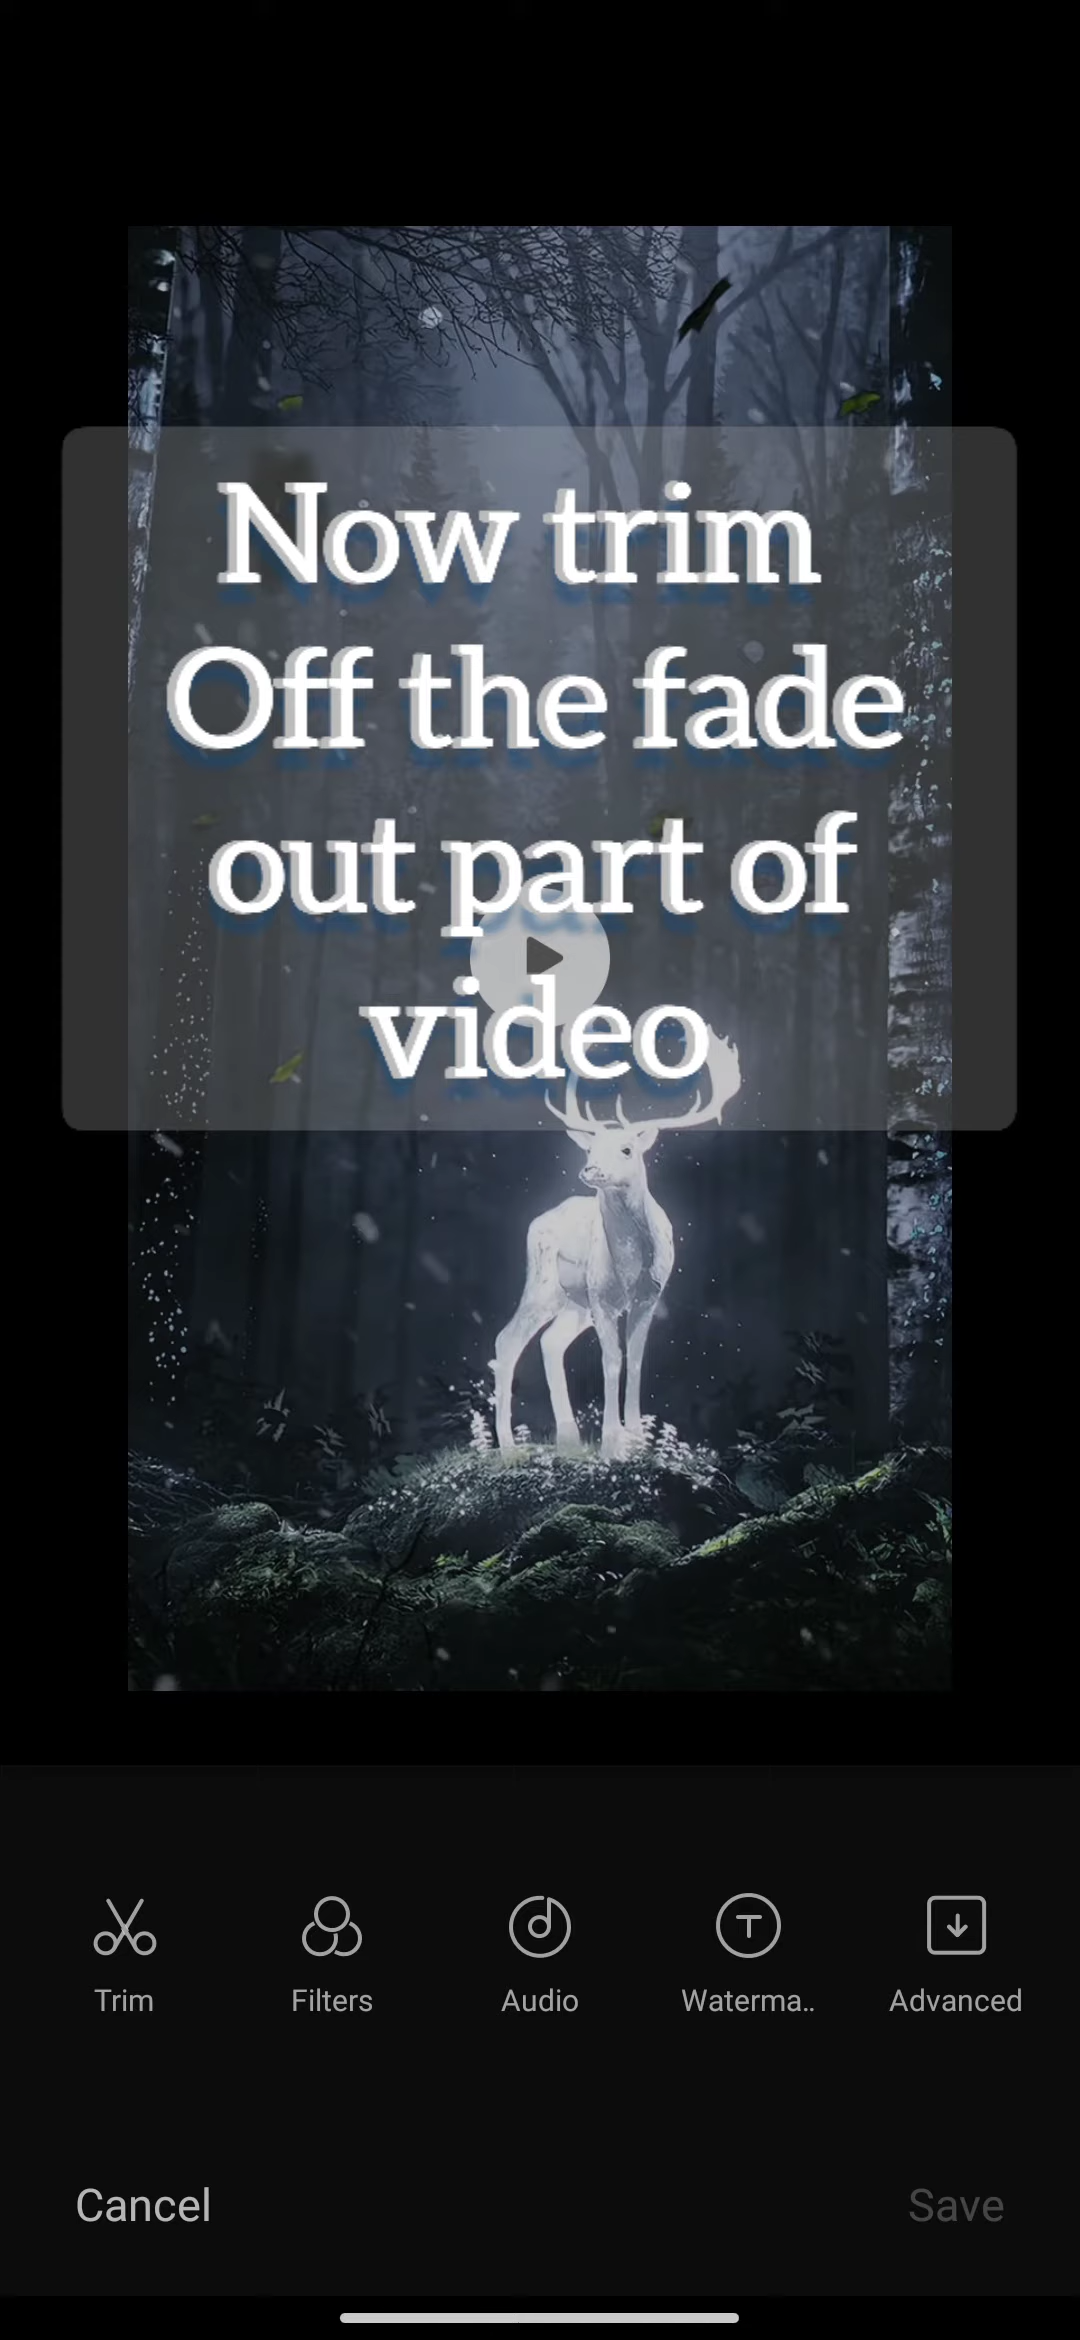 Now trim
Off the fade
out part of
video
Trim
Filters
Audio
Waterma..
Advanced
Cancel
Save